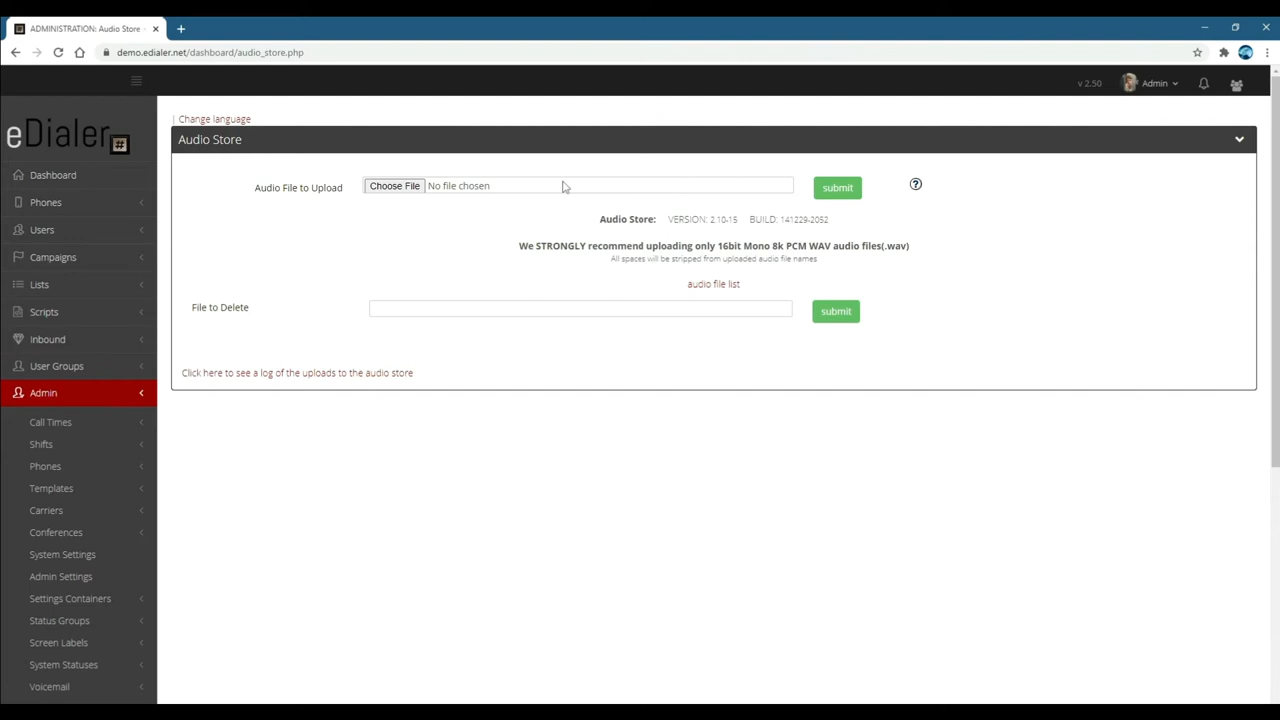 ADMINISTRATION: Audio Store
demo.edialer.net/dashboard/audio_store.php
v 2.50
Admin
eDialer#
Dashboard
Phones
Users
Campaigns
Lists
Scripts
Inbound
User Groups
Admin
Call Times
Shifts
Phones
Templates
Carriers
Conferences
System Settings
Admin Settings
Settings Containers
Status Groups
Screen Labels
System Statuses
Voicemail
| Change language
Audio Store
Audio File to Upload Choose File No file chosen submit ?
Audio Store: VERSION: 2.10-15 BUILD: 141229-2052
We STRONGLY recommend uploading only 16bit Mono 8k PCM WAV audio files(.wav)
All spaces will be stripped from uploaded audio file names
audio file list
File to Delete submit
Click here to see a log of the uploads to the audio store